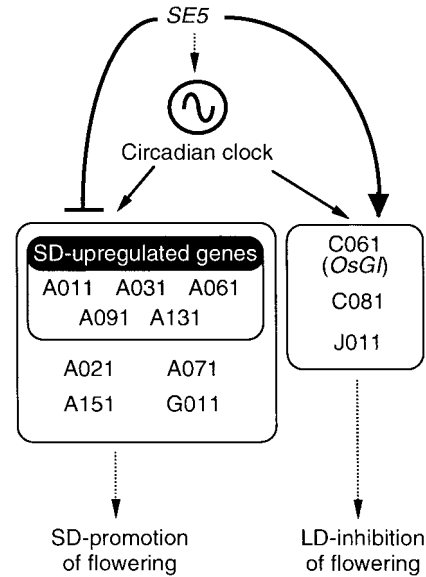 SE5
Circadian clock
SD-upregulated genes
A011 A031 A061
A091 A131
A021 A071
A151 G011
C061
(OsGI)
C081
J011
SD-promotion
of flowering
LD-inhibition
of flowering